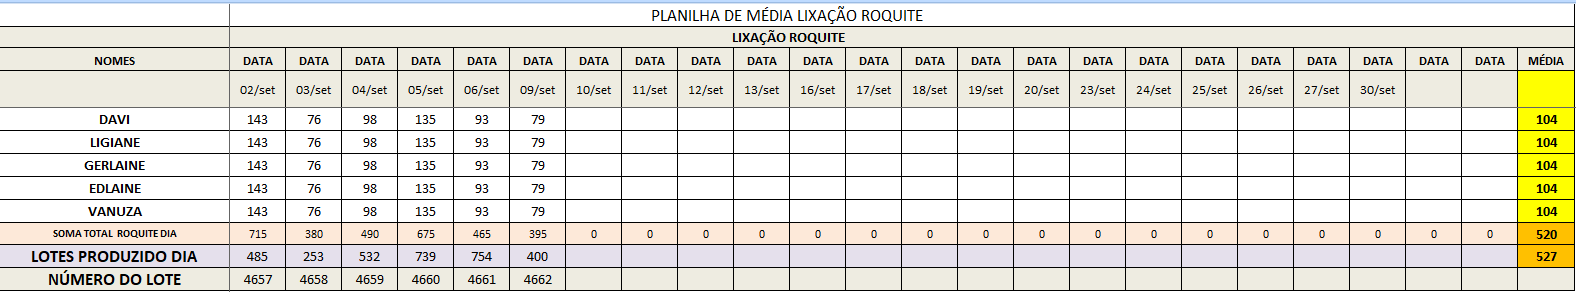 PLANILHA DE MÉDIA LIXAÇÃO ROQUITE
LIXAÇÃO ROQUITE
NOMES DATA DATA DATA DATA DATA DATA DATA DATA DATA DATA DATA DATA DATA DATA DATA DATA DATA DATA DATA DATA DATA DATA DATA MÉDIA
02/set 03/set 04/set 05/set 06/set 09/set 10/set 11/set 12/set 13/set 16/set 17/set 18/set 19/set 20/set 23/set 24/set 25/set 26/set 27/set 30/set
DAVI 143 76 98 135 93 79 104
LIGIANE 143 76 98 135 93 79 104
GERLAINE 143 76 98 135 93 79 104
EDLAINE 143 76 98 135 93 79 104
VANUZA 143 76 98 135 93 79 104
SOMA TOTAL ROQUITE DIA 715 380 490 675 465 395 0 0 0 0 0 0 0 0 0 0 0 0 0 0 0 0 0 520
LOTES PRODUZIDO DIA 485 253 532 739 754 400 527
NÚMERO DO LOTE 4657 4658 4659 4660 4661 4662